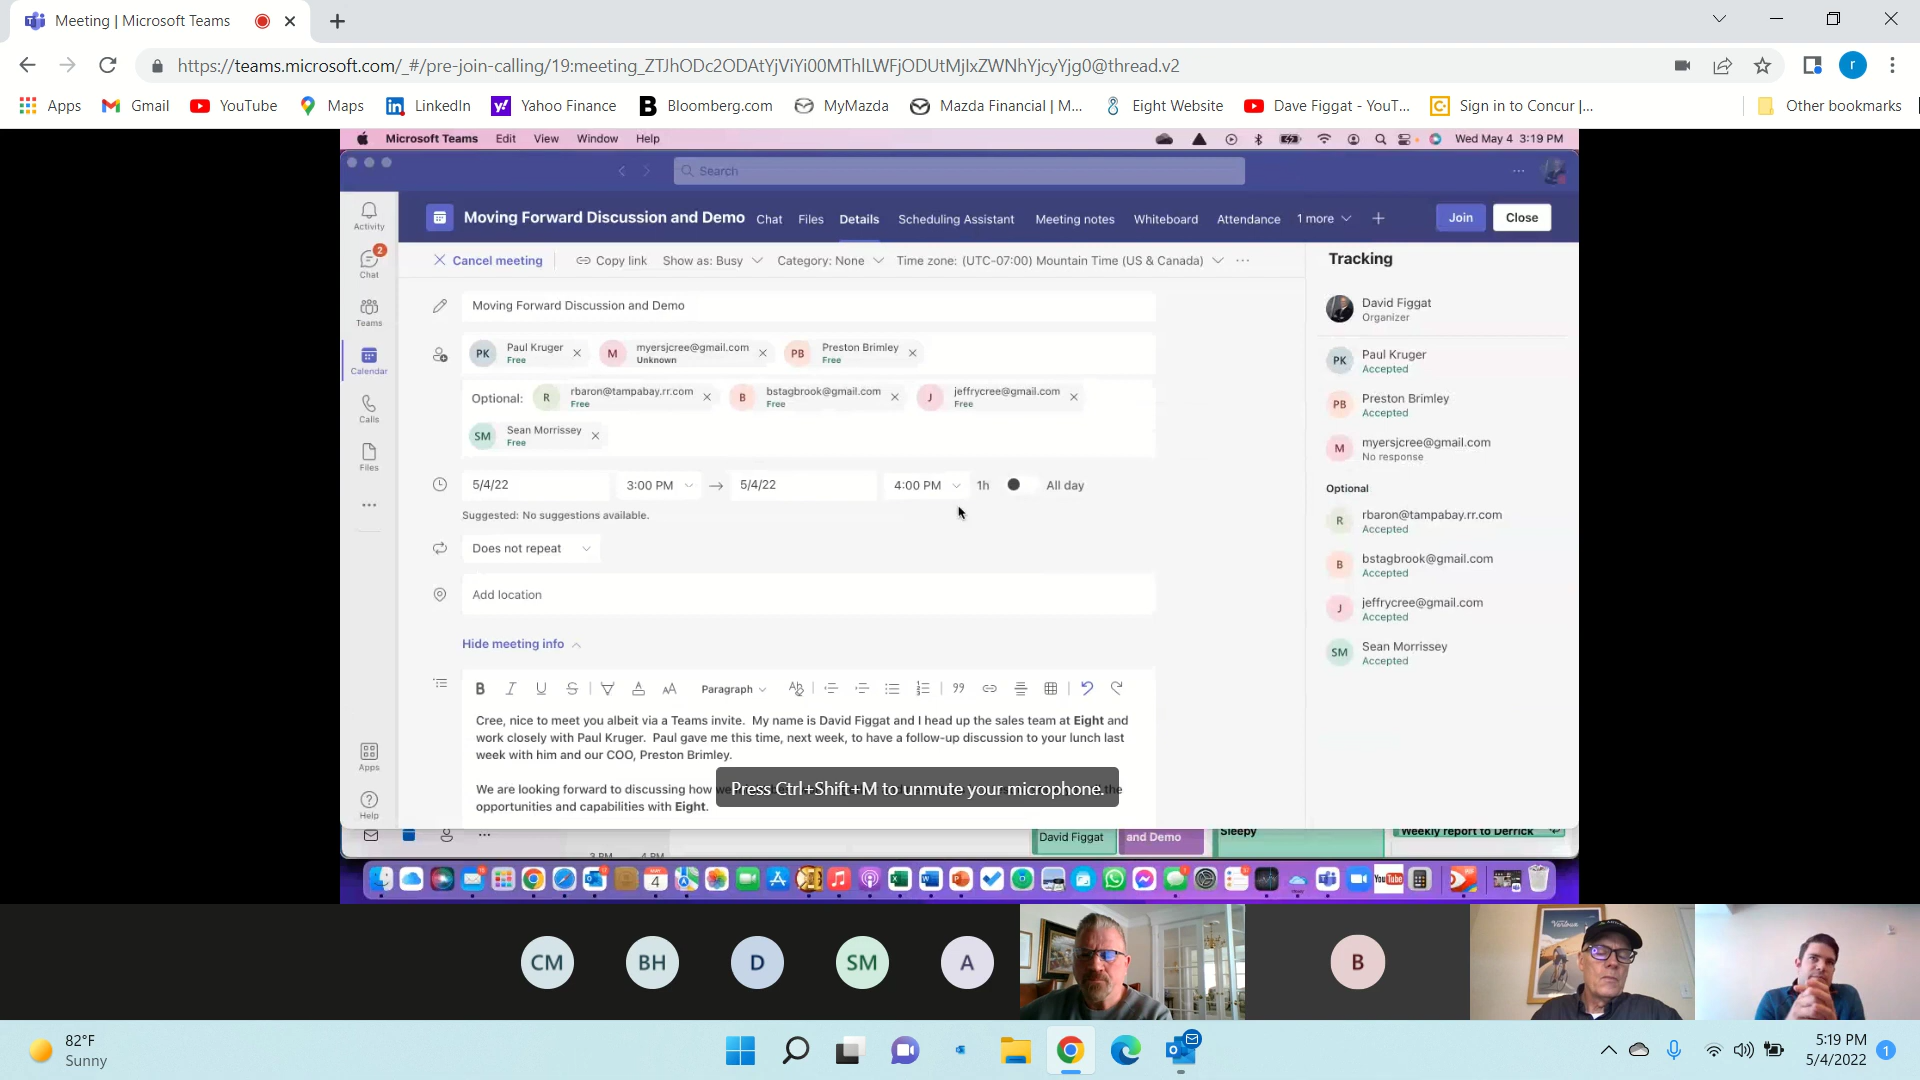 Meeting | Microsoft Teams
https://teams.microsoft.com/_#/pre-join-calling/19:meeting_ZTJhODc2ODAtYjViYi00MThlLWFjODUtMjIxZWNhYjcyYjg0@thread.v2
r
Apps Gmail YouTube Maps LinkedIn Yahoo Finance Bloomberg.com MyMazda Mazda Financial | M... Eight Website Dave Figgat - YouT... Sign in to Concur |... Other bookmarks
Microsoft Teams Edit View Window Help Wed May 4 3:19 PM
Search
Moving Forward Discussion and Demo Chat Files Details Scheduling Assistant Meeting notes Whiteboard Attendance 1 more Join Close
Activity
2
Chat
Teams
Calendar
Calls
Files
Apps
Help
Cancel meeting Copy link Show as: Busy Category: None Time zone: (UTC-07:00) Mountain Time (US & Canada)
Moving Forward Discussion and Demo
PK Paul Kruger Free
M myersjcree@gmail.com Unknown
PB Preston Brimley Free
Optional: R rbaron@tampabay.rr.com Free
B bstagbrook@gmail.com Free
J jeffrycree@gmail.com Free
SM Sean Morrissey Free
5/4/22 3:00 PM → 5/4/22 4:00 PM 1h All day
Suggested: No suggestions available.
Does not repeat
Add location
Hide meeting info
B I U S Paragraph
Cree, nice to meet you albeit via a Teams invite. My name is David Figgat and I head up the sales team at Eight and
work closely with Paul Kruger. Paul gave me this time, next week, to have a follow-up discussion to your lunch last
week with him and our COO, Preston Brimley.
We are looking forward to discussing how
opportunities and capabilities with Eight.
Press Ctrl+Shift+M to unmute your microphone.
Tracking
David Figgat
Organizer
PK Paul Kruger
Accepted
PB Preston Brimley
Accepted
M myersjcree@gmail.com
No response
Optional
R rbaron@tampabay.rr.com
Accepted
B bstagbrook@gmail.com
Accepted
J jeffrycree@gmail.com
Accepted
SM Sean Morrissey
Accepted
3 PM 4 PM
David Figgat
and Demo
Sleepy
Weekly report to Derrick
4
YouTube
CM BH D SM A B
82°F
Sunny
5:19 PM
5/4/2022
1